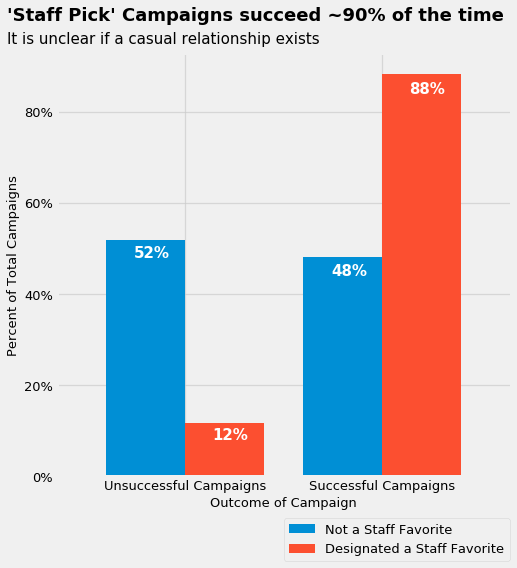 'Staff Pick' Campaigns succeed ~90% of the time
It is unclear if a casual relationship exists
88%
80%
60%
52%
48%
40%
20%
12%
0%
Percent of Total Campaigns
Unsuccessful Campaigns
Successful Campaigns
Outcome of Campaign
Not a Staff Favorite
Designated a Staff Favorite